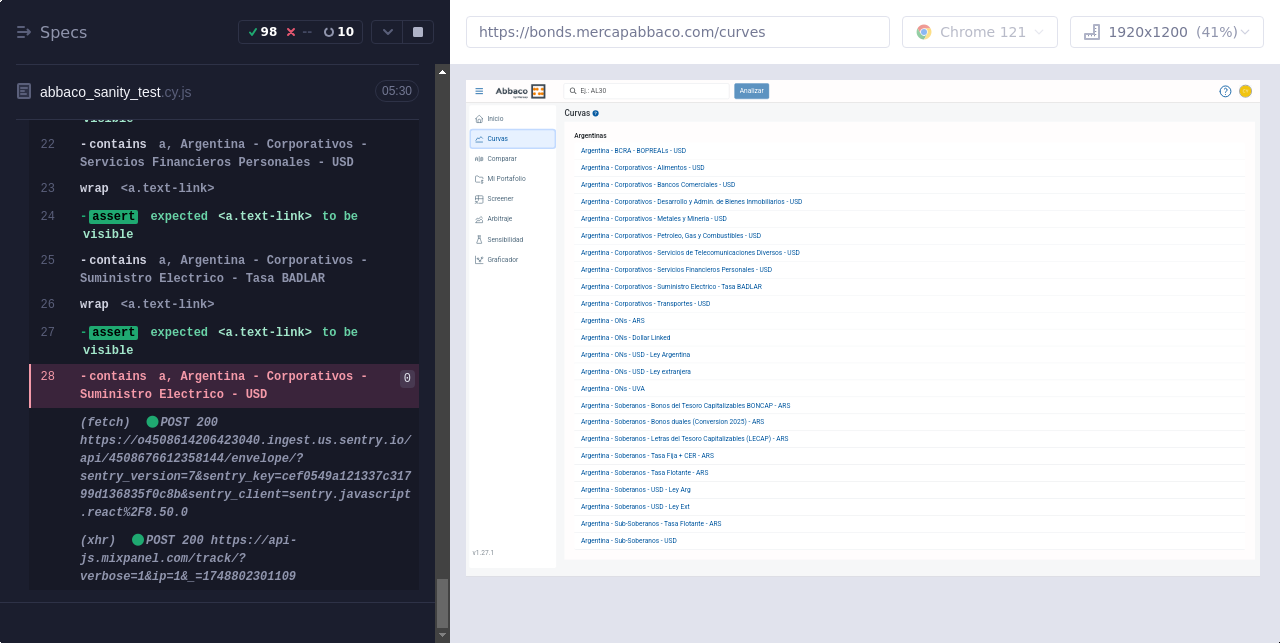 Specs
98
--
10
abbaco_sanity_test.cy.js
05:30
visible
22 -contains a, Argentina - Corporativos -
Servicios Financieros Personales - USD
23 wrap <a.text-link>
24 -assert expected <a.text-link> to be
visible
25 -contains a, Argentina - Corporativos -
Suministro Electrico - Tasa BADLAR
26 wrap <a.text-link>
27 -assert expected <a.text-link> to be
visible
28 -contains a, Argentina - Corporativos - 0
Suministro Electrico - USD
(fetch) POST 200
https://o4508614206423040.ingest.us.sentry.io/
api/4508676612358144/envelope/?
sentry_version=7&sentry_key=cef0549a121337c317
99d136835f0c8b&sentry_client=sentry.javascript
.react%2F8.50.0
(xhr) POST 200 https://api-
js.mixpanel.com/track/?
verbose=1&ip=1&_=1748802301109
https://bonds.mercapabbaco.com/curves
Chrome 121
1920x1200 (41%)
Abbaco
Ej.: AL30
Analizar
Inicio
Curvas
Comparar
Mi Portafolio
Screener
Arbitraje
Sensibilidad
Graficador
v1.27.1
Curvas
Argentinas
Argentina - BCRA - BOPREALs - USD
Argentina - Corporativos - Alimentos - USD
Argentina - Corporativos - Bancos Comerciales - USD
Argentina - Corporativos - Desarrollo y Admin. de Bienes Inmobiliarios - USD
Argentina - Corporativos - Metales y Mineria - USD
Argentina - Corporativos - Petroleo, Gas y Combustibles - USD
Argentina - Corporativos - Servicios de Telecomunicaciones Diversos - USD
Argentina - Corporativos - Servicios Financieros Personales - USD
Argentina - Corporativos - Suministro Electrico - Tasa BADLAR
Argentina - Corporativos - Transportes - USD
Argentina - ONs - ARS
Argentina - ONs - Dollar Linked
Argentina - ONs - USD - Ley Argentina
Argentina - ONs - USD - Ley extranjera
Argentina - ONs - UVA
Argentina - Soberanos - Bonos del Tesoro Capitalizables BONCAP - ARS
Argentina - Soberanos - Bonos duales (Conversion 2025) - ARS
Argentina - Soberanos - Letras del Tesoro Capitalizables (LECAP) - ARS
Argentina - Soberanos - Tasa Fija + CER - ARS
Argentina - Soberanos - Tasa Flotante - ARS
Argentina - Soberanos - USD - Ley Arg
Argentina - Soberanos - USD - Ley Ext
Argentina - Sub-Soberanos - Tasa Flotante - ARS
Argentina - Sub-Soberanos - USD